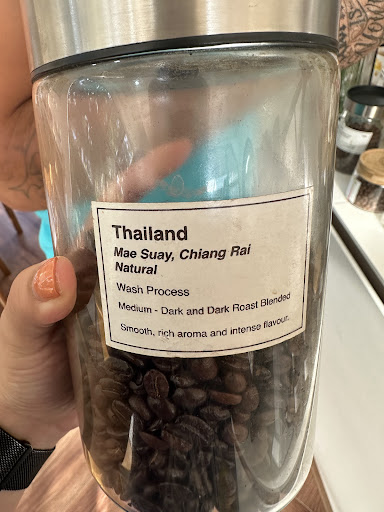 Thailand
Mae Suay, Chiang Rai
Natural
Wash Process
Medium - Dark and Dark Roast Blended
Smooth, rich aroma and intense flavour.